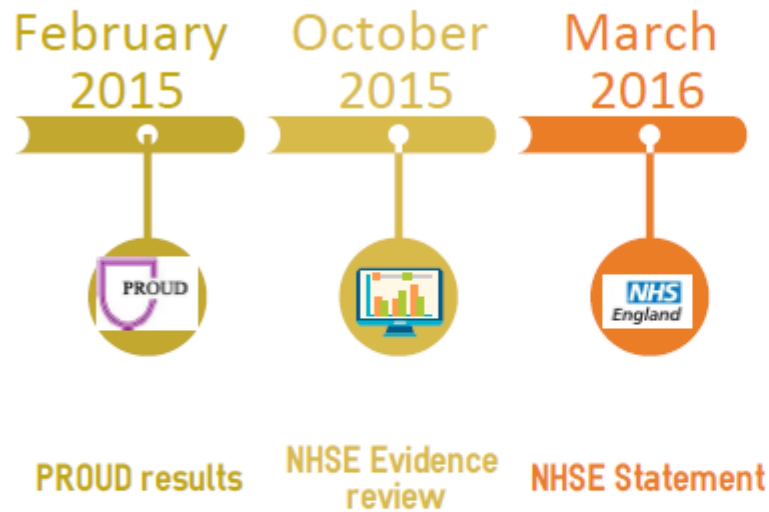 February
2015
October
2015
March
2016
PROUD
NHS
England
PROUD results
NHSE Evidence
review
NHSE Statement